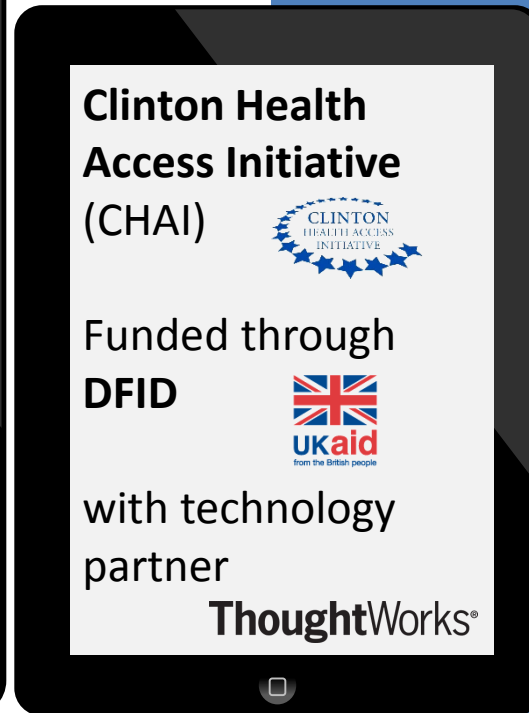 Clinton Health
Access Initiative
(CHAI)
CLINTON
HEALTH ACCESS
INITIATIVE
Funded through
DFID
UKaid
from the British people
with technology
partner
ThoughtWorks®